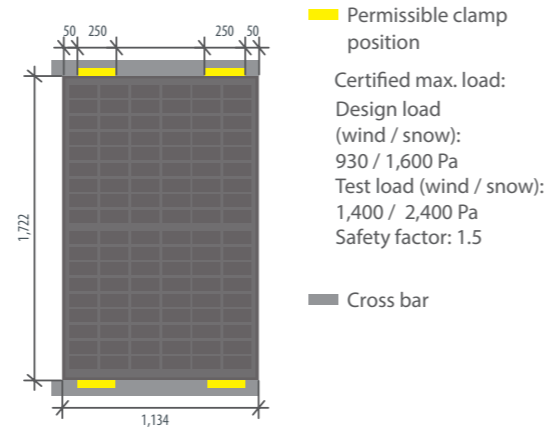 50 250 250 50
1,722
1,134
Permissible clamp
position
Certified max. load:
Design load
(wind / snow):
930 / 1,600 Pa
Test load (wind / snow):
1,400 / 2,400 Pa
Safety factor: 1.5
Cross bar